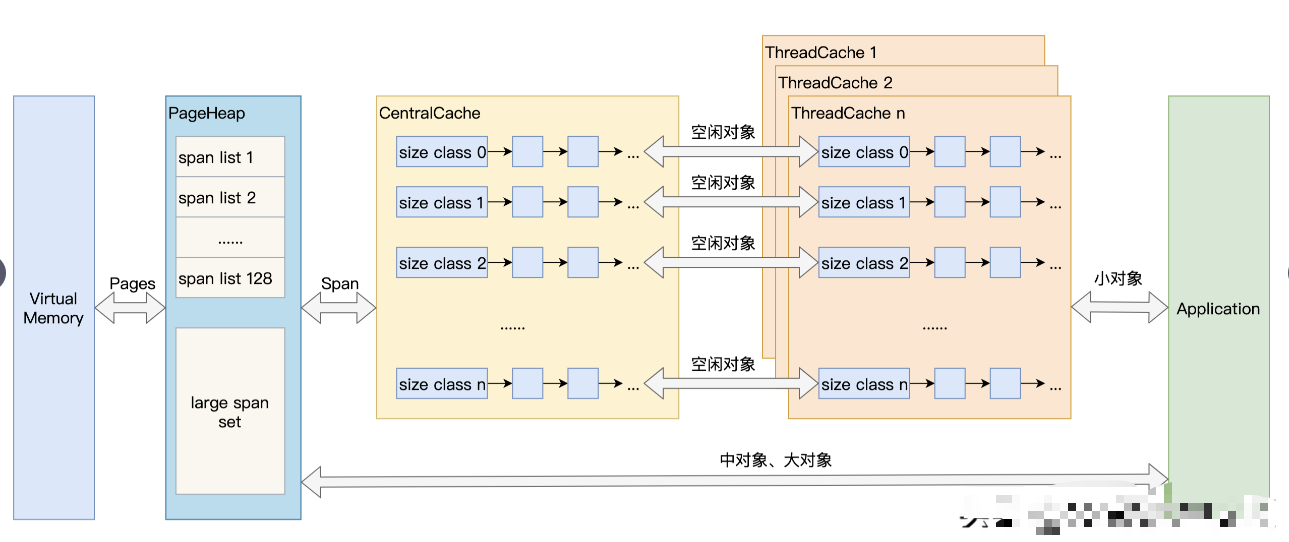 Virtual
Memory
Pages
PageHeap
span list 1
span list 2
......
span list 128
large span
set
Span
CentralCache
size class 0
...
size class 1
...
size class 2
...
......
size class n
...
空闲对象
空闲对象
空闲对象
空闲对象
ThreadCache 1
ThreadCache 2
ThreadCache n
size class 0
...
size class 1
...
size class 2
...
......
size class n
...
小对象
中对象、大对象
Application